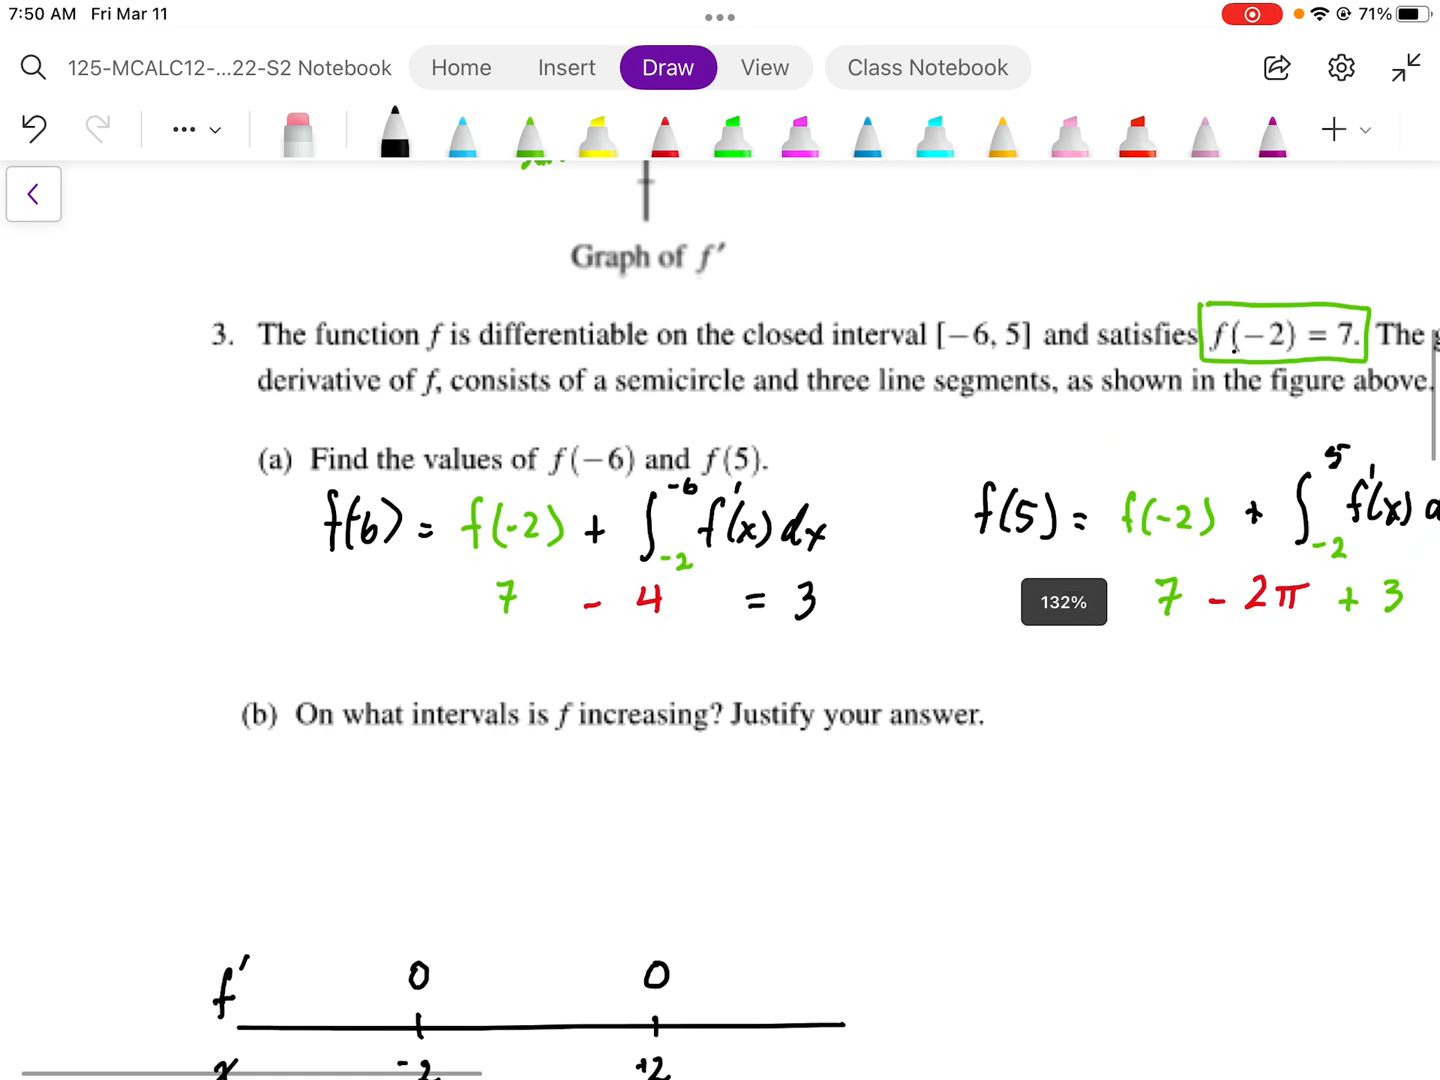 7:50 AM Fri Mar 11
71%
125-MCALC12-...22-S2 Notebook
Home
Insert
Draw
View
Class Notebook
Graph of f′
3. The function f is differentiable on the closed interval [−6, 5] and satisfies f(−2) = 7. The
derivative of f, consists of a semicircle and three line segments, as shown in the figure above.
(a) Find the values of f(−6) and f(5).
f(-6) = f(-2) + ∫_{-2}^{-6} f'(x) dx
7 - 4 = 3
f(5) = f(-2) + ∫_{-2}^{5} f'(x) d
132%
7 - 2π + 3
(b) On what intervals is f increasing? Justify your answer.
f' 0 0
x -2 +2